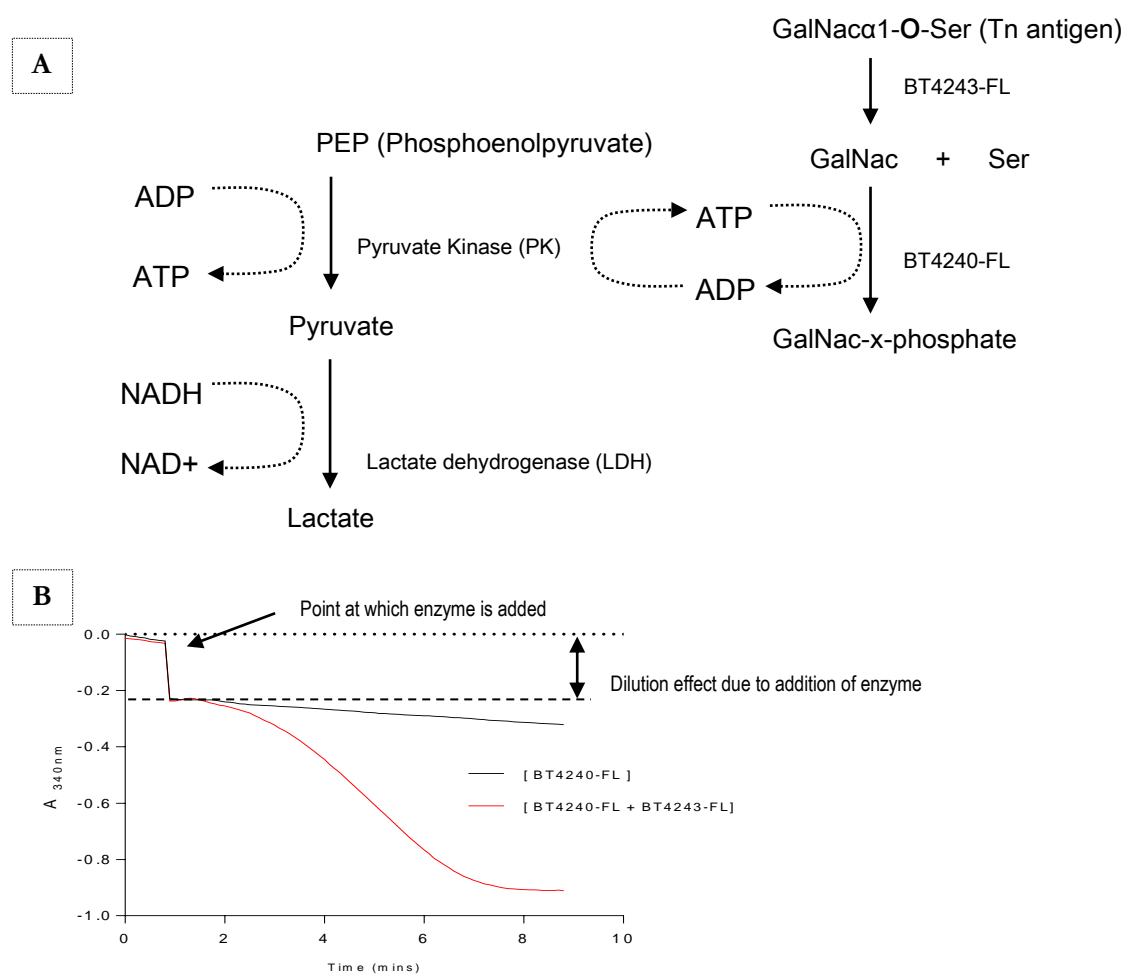 A
GalNacα1-O-Ser (Tn antigen)
BT4243-FL
PEP (Phosphoenolpyruvate)
GalNac + Ser
ADP
ATP
Pyruvate Kinase (PK)
ATP
ADP
BT4240-FL
Pyruvate
GalNac-x-phosphate
NADH
NAD+
Lactate dehydrogenase (LDH)
Lactate
B
Point at which enzyme is added
Dilution effect due to addition of enzyme
0.0
-0.2
-0.4
-0.6
-0.8
-1.0
A 340nm
[BT4240-FL]
[BT4240-FL + BT4243-FL]
0 2 4 6 8 10
Time (mins)